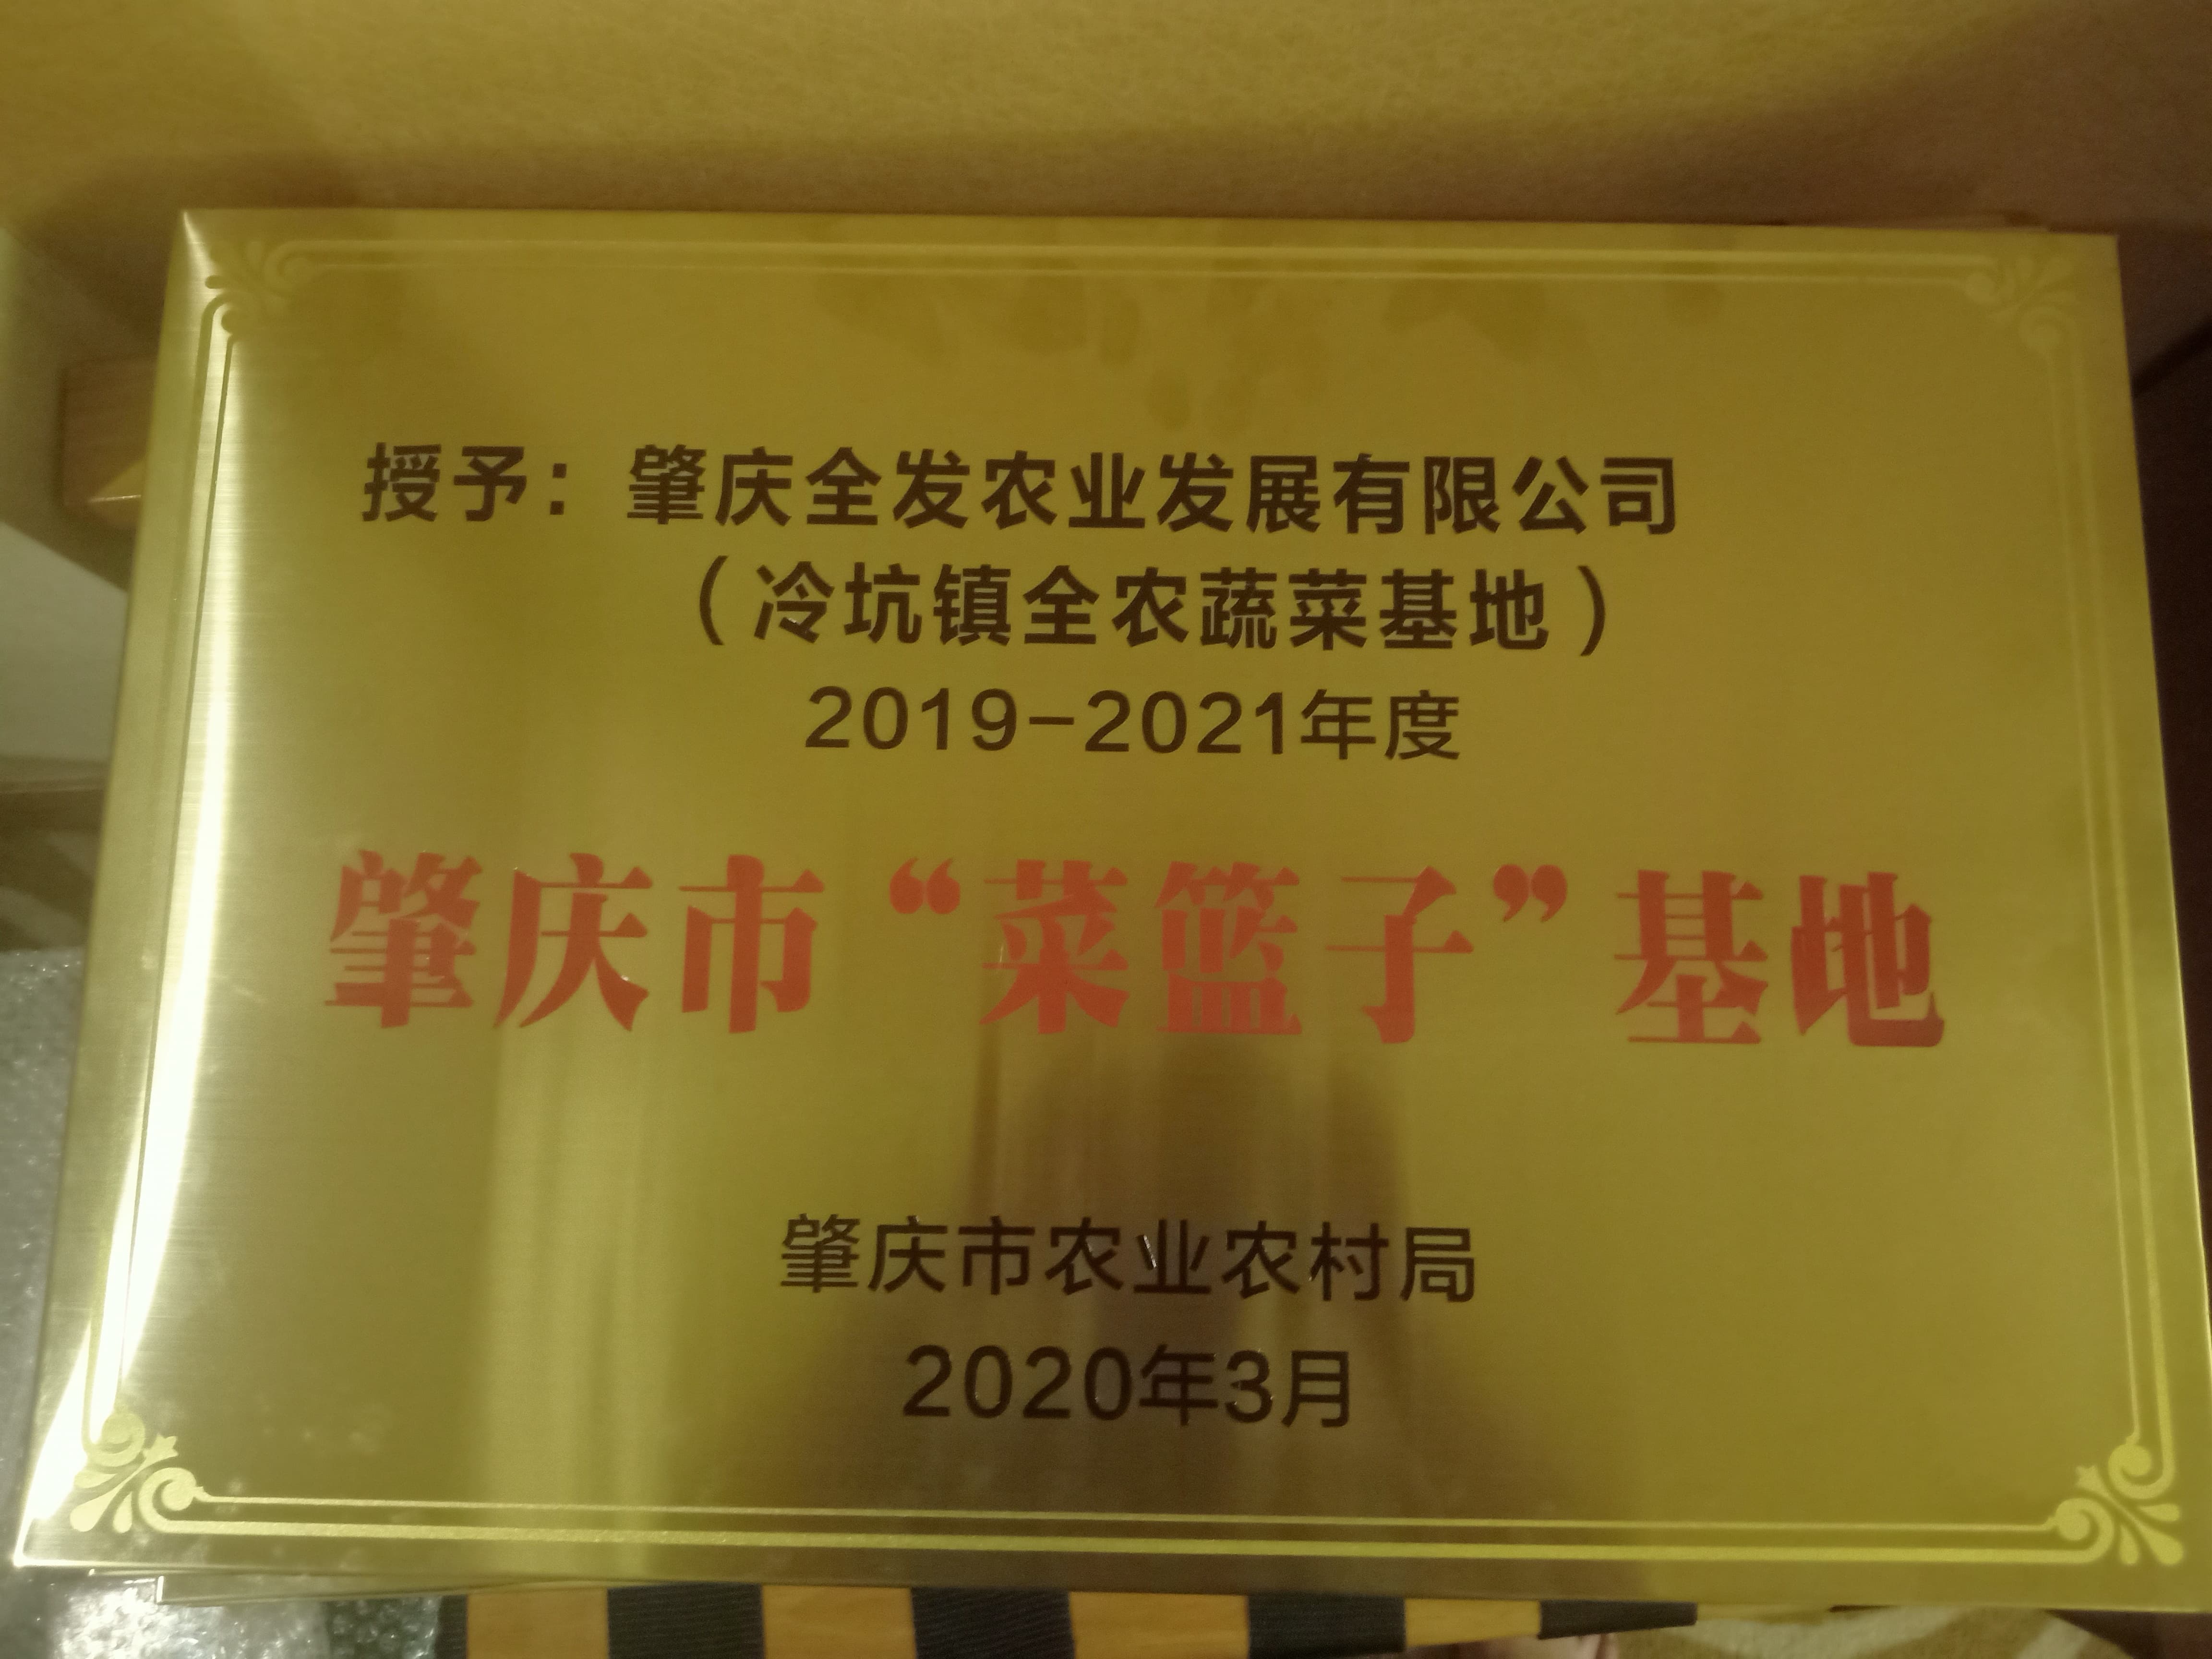 授予：肇庆全发农业发展有限公司
（冷坑镇全农蔬菜基地）
2019-2021年度
肇庆市“菜篮子”基地
肇庆市农业农村局
2020年3月